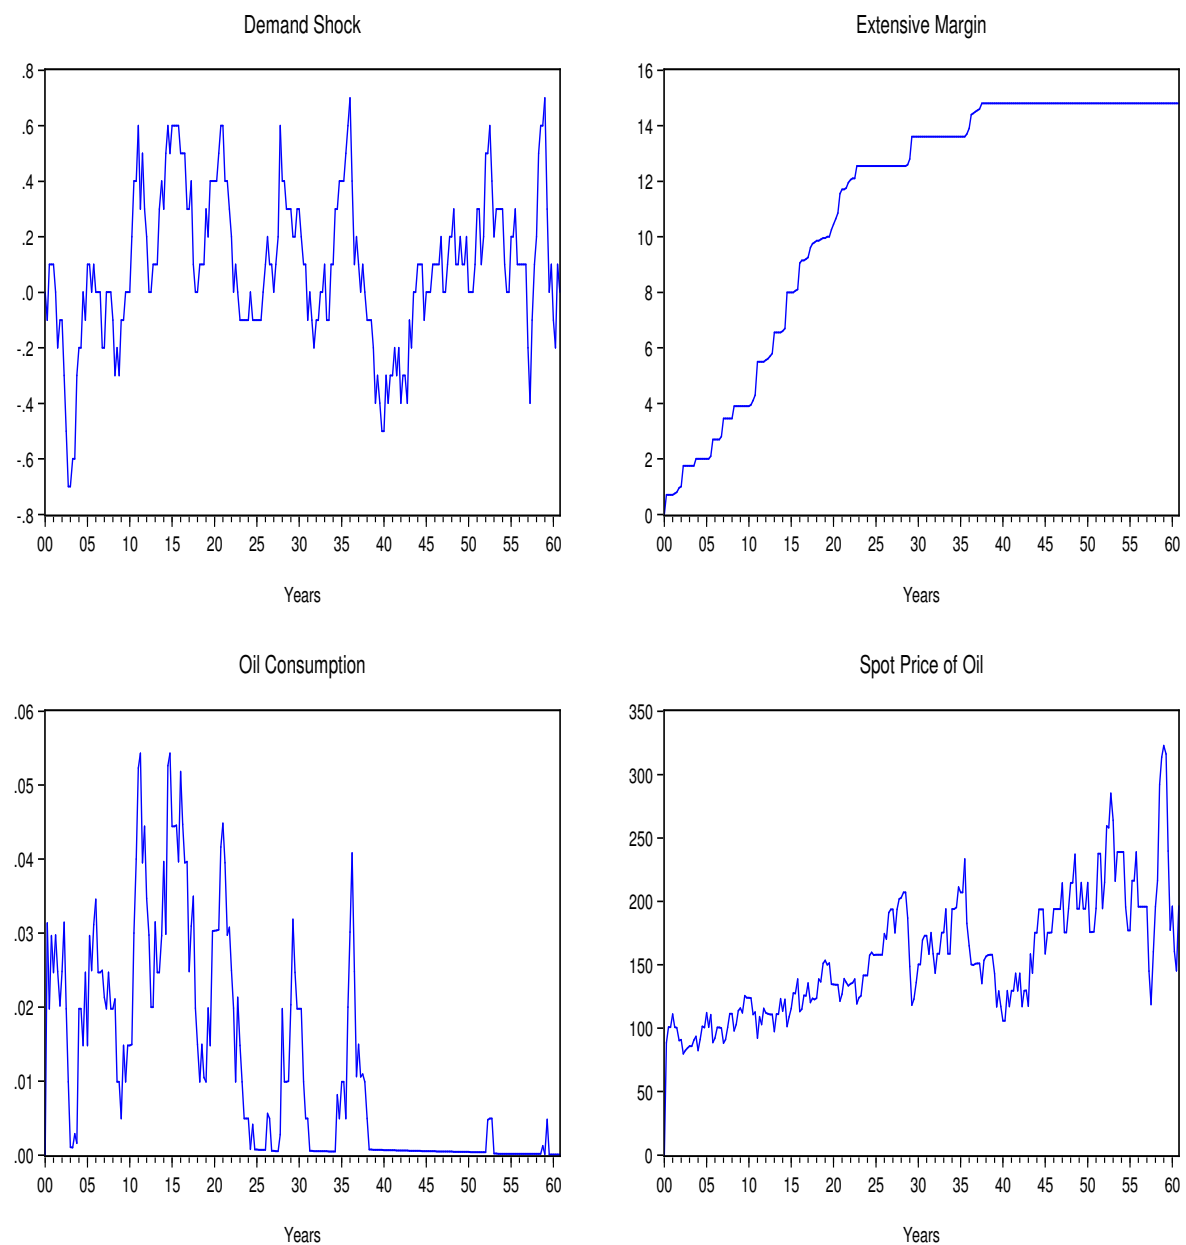 Demand Shock
.8
.6
.4
.2
.0
-.2
-.4
-.6
-.8
00 05 10 15 20 25 30 35 40 45 50 55 60
Years
Extensive Margin
16
14
12
10
8
6
4
2
0
00 05 10 15 20 25 30 35 40 45 50 55 60
Years
Oil Consumption
.06
.05
.04
.03
.02
.01
.00
00 05 10 15 20 25 30 35 40 45 50 55 60
Years
Spot Price of Oil
350
300
250
200
150
100
50
0
00 05 10 15 20 25 30 35 40 45 50 55 60
Years